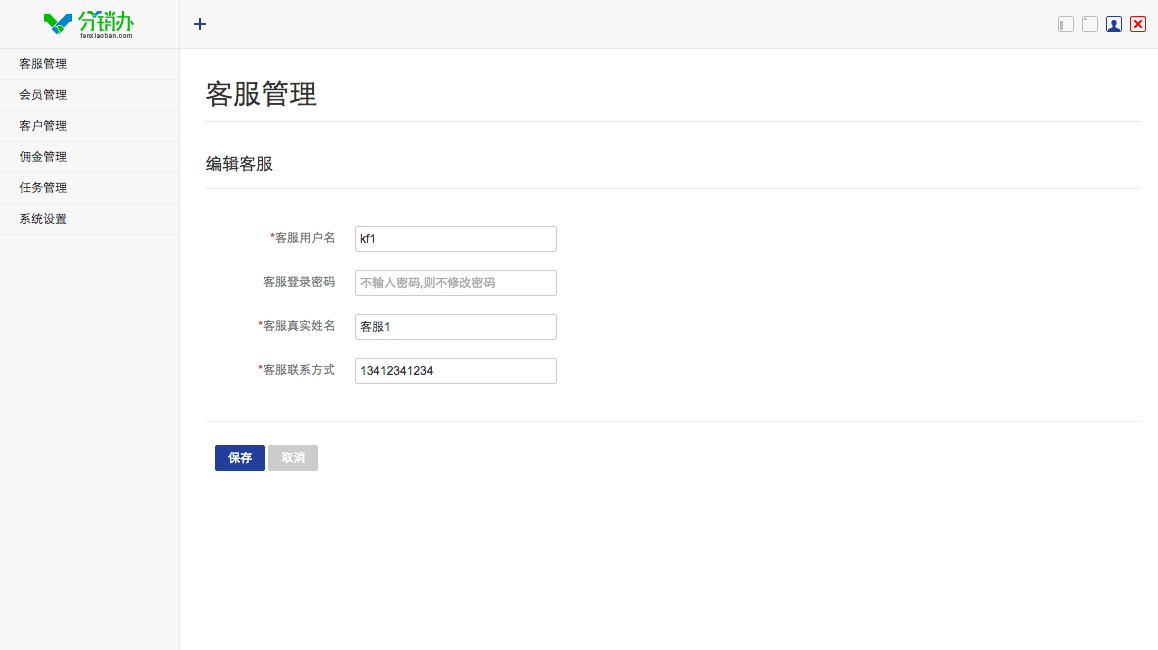 分销办
fenxiaoban.com
客服管理
会员管理
客户管理
佣金管理
任务管理
系统设置
客服管理
编辑客服
*客服用户名 kf1
客服登录密码 不输入密码,则不修改密码
*客服真实姓名 客服1
*客服联系方式 13412341234
保存 取消